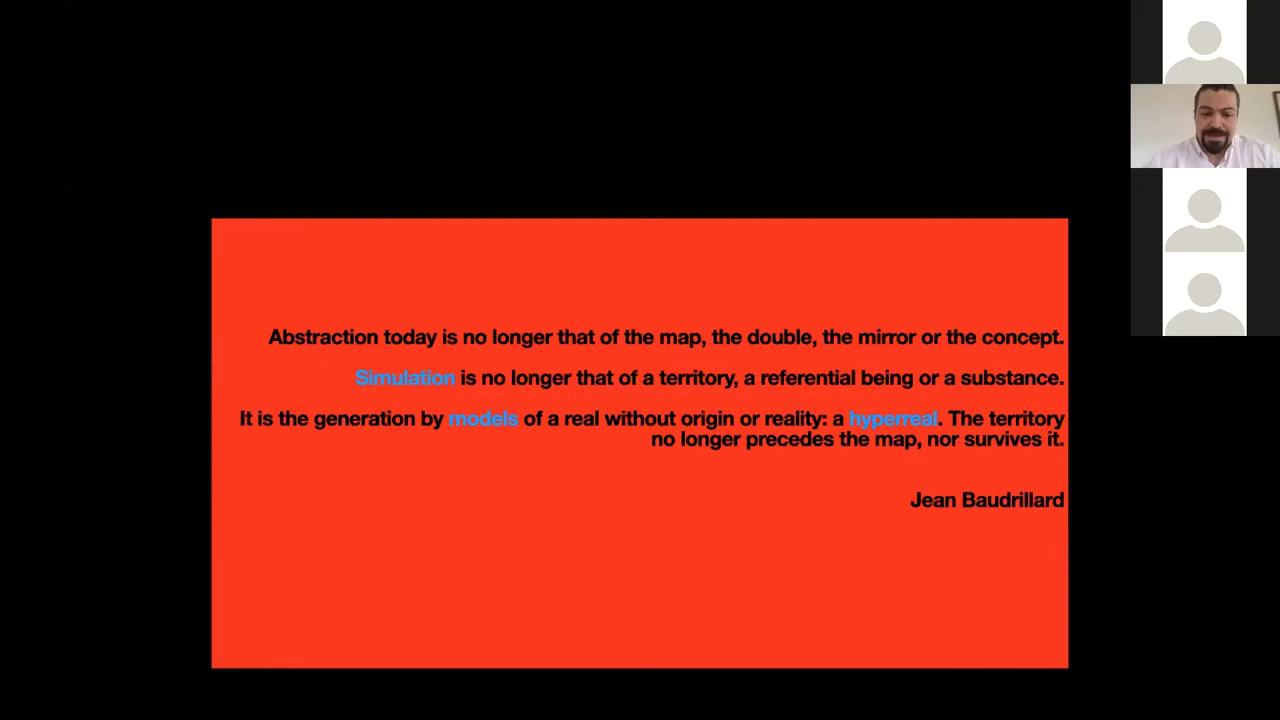 Abstraction today is no longer that of the map, the double, the mirror or the concept.
Simulation is no longer that of a territory, a referential being or a substance.
It is the generation by models of a real without origin or reality: a hyperreal. The territory
no longer precedes the map, nor survives it.
Jean Baudrillard